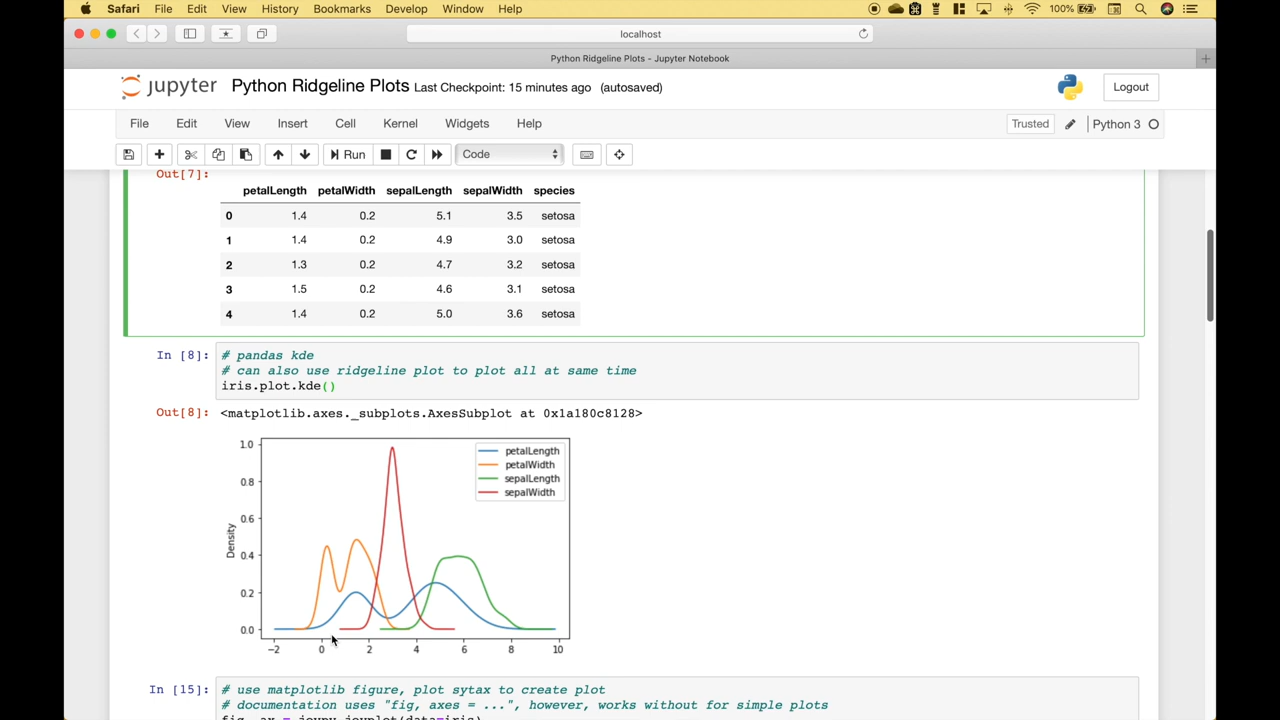 Safari File Edit View History Bookmarks Develop Window Help 100%
localhost
Python Ridgeline Plots - Jupyter Notebook
jupyter Python Ridgeline Plots Last Checkpoint: 15 minutes ago (autosaved) Logout
File Edit View Insert Cell Kernel Widgets Help Trusted Python 3
Run Code
Out[7]:
petalLength petalWidth sepalLength sepalWidth species
0 1.4 0.2 5.1 3.5 setosa
1 1.4 0.2 4.9 3.0 setosa
2 1.3 0.2 4.7 3.2 setosa
3 1.5 0.2 4.6 3.1 setosa
4 1.4 0.2 5.0 3.6 setosa
In [8]: # pandas kde
# can also use ridgeline plot to plot all at same time
iris.plot.kde()
Out[8]: <matplotlib.axes._subplots.AxesSubplot at 0x1a180c8128>
1.0
0.8
0.6
0.4
0.2
0.0
Density
petalLength
petalWidth
sepalLength
sepalWidth
−2 0 2 4 6 8 10
In [15]: # use matplotlib figure, plot sytax to create plot
# documentation uses "fig, axes = ...", however, works without for simple plots
fig, ax = joypy.joyplot(data=iris)